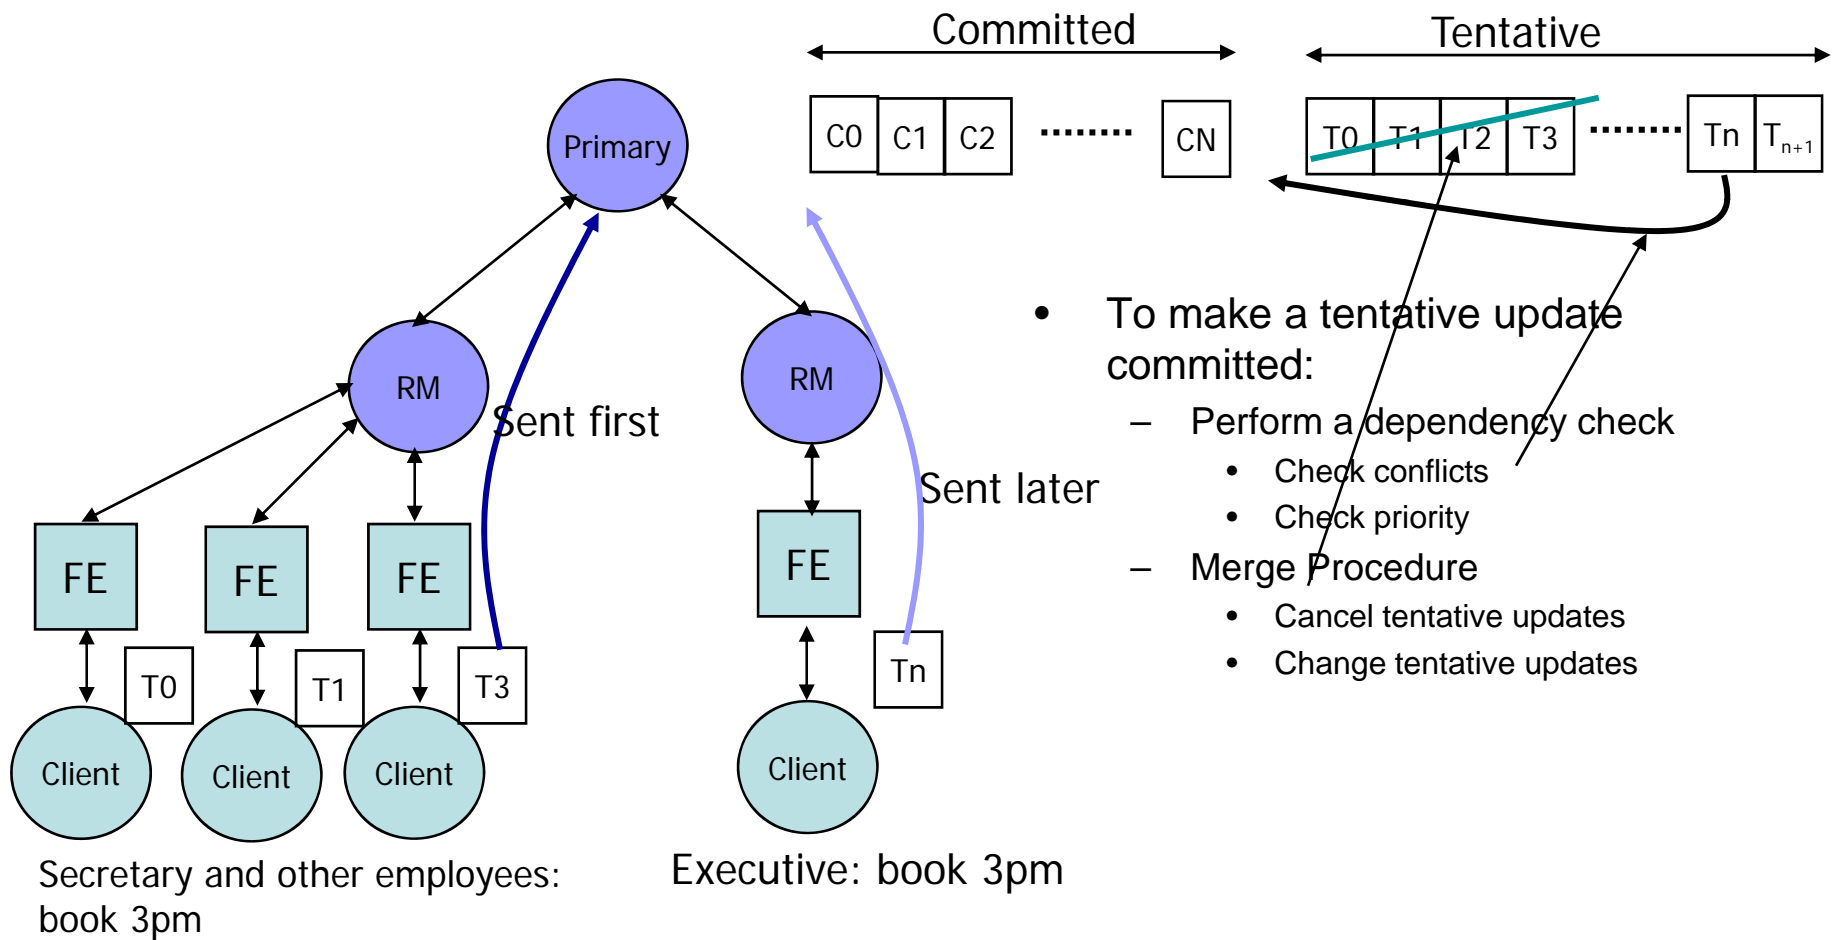 Committed
Tentative
C0 C1 C2 ········ CN
T0 T1 T2 T3 ········ Tn Tn+1
Primary
RM
RM
Sent first
Sent later
• To make a tentative update
committed:
– Perform a dependency check
• Check conflicts
• Check priority
– Merge Procedure
• Cancel tentative updates
• Change tentative updates
FE FE FE FE
T0 T1 T3 Tn
Client Client Client Client
Secretary and other employees:
book 3pm
Executive: book 3pm